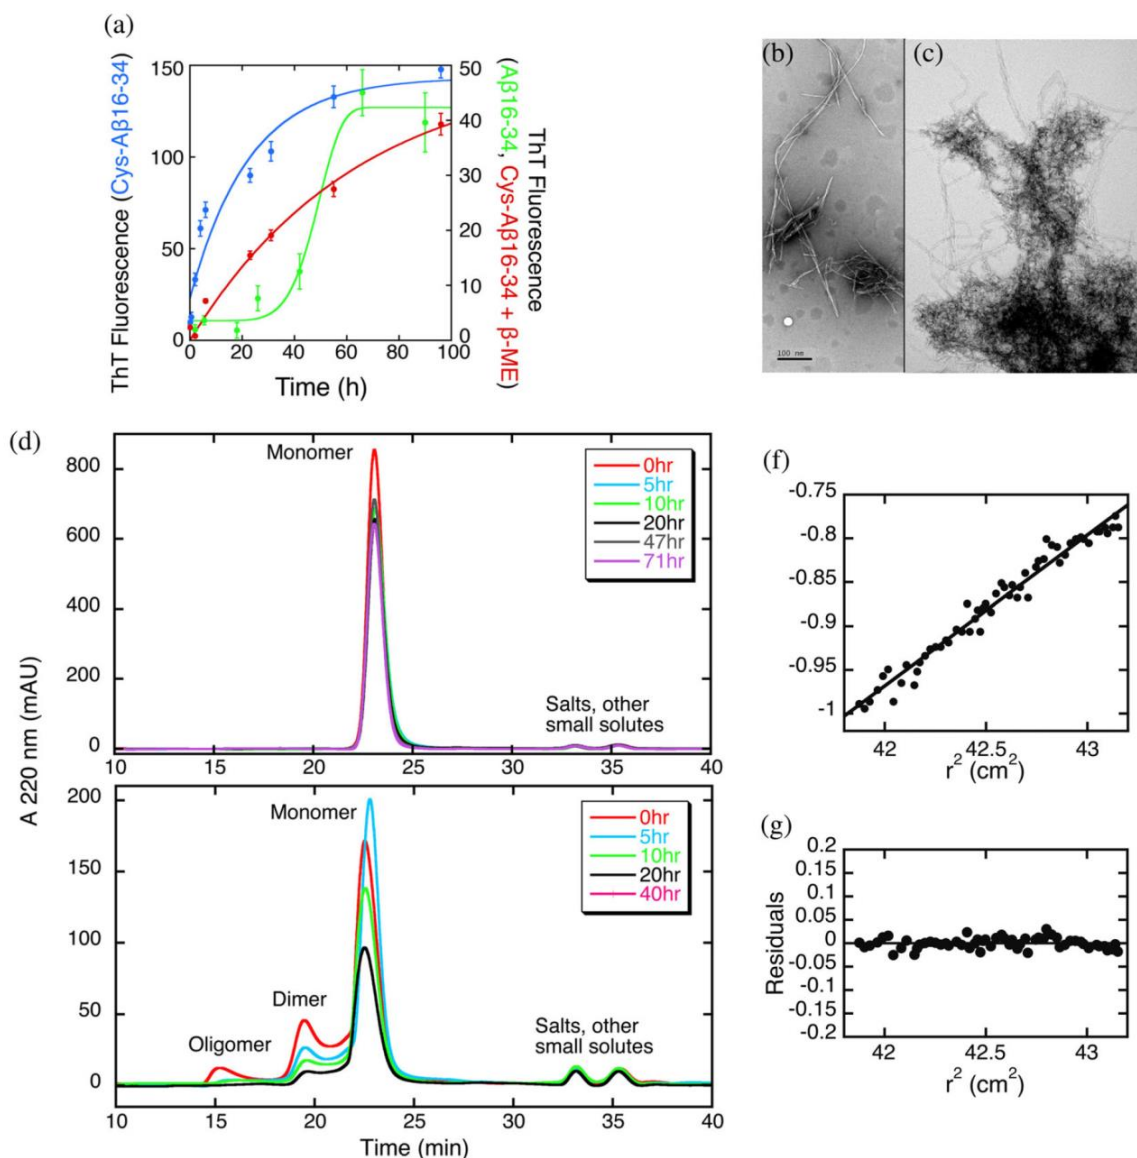 (a)
ThT Fluorescence (Cys-Aβ16-34)
150
100
50
0
50
40
30
20
10
0
0 20 40 60 80 100
Time (h)
ThT Fluorescence
(Aβ16-34, Cys-Aβ16-34 + β-ME)
(b)
(c)
100 nm
(d)
A 220 nm (mAU)
Monomer
0hr
5hr
10hr
20hr
47hr
71hr
Salts, other
small solutes
800
600
400
200
0
10 15 20 25 30 35 40
Monomer
0hr
5hr
10hr
20hr
40hr
Dimer
Oligomer
Salts, other
small solutes
200
150
100
50
0
10 15 20 25 30 35 40
Time (min)
(f)
-0.75
-0.8
-0.85
-0.9
-0.95
-1
42 42.5 43
r² (cm²)
(g)
Residuals
0.2
0.15
0.1
0.05
0
-0.05
-0.1
-0.15
-0.2
42 42.5 43
r² (cm²)